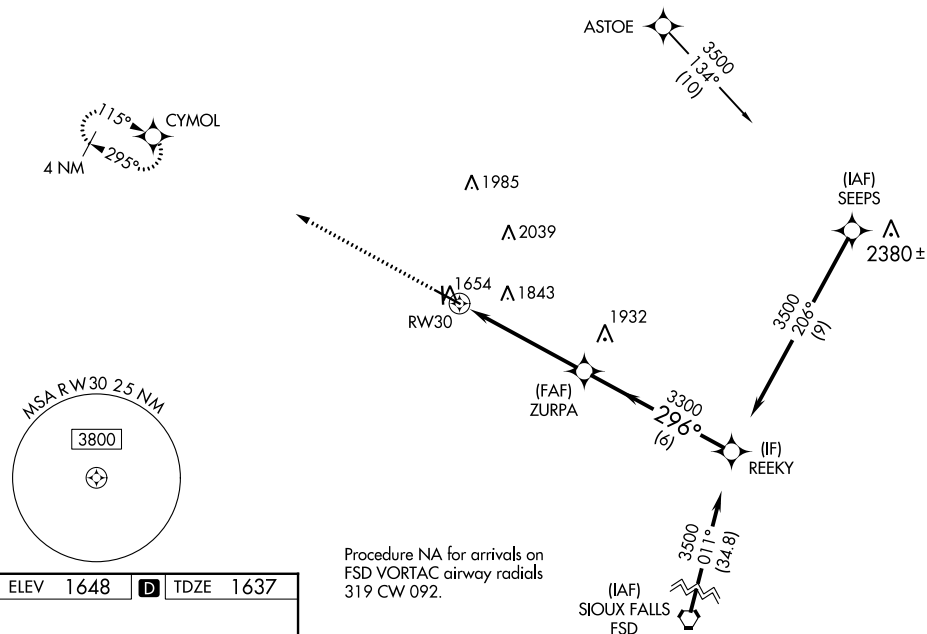 ASTOE
3500
134°
(10)
115°
CYMOL
295°
4 NM
(IAF)
SEEPS
1985
2039
2380 ±
1654
1843
RW30
1932
3500
206°
(9)
(FAF)
ZURPA
3300
296°
(6)
(IF)
REEKY
MSA RW30 25 NM
3800
3500
011°
(34.8)
Procedure NA for arrivals on
FSD VORTAC airway radials
319 CW 092.
(IAF)
SIOUX FALLS
FSD
ELEV 1648 D TDZE 1637